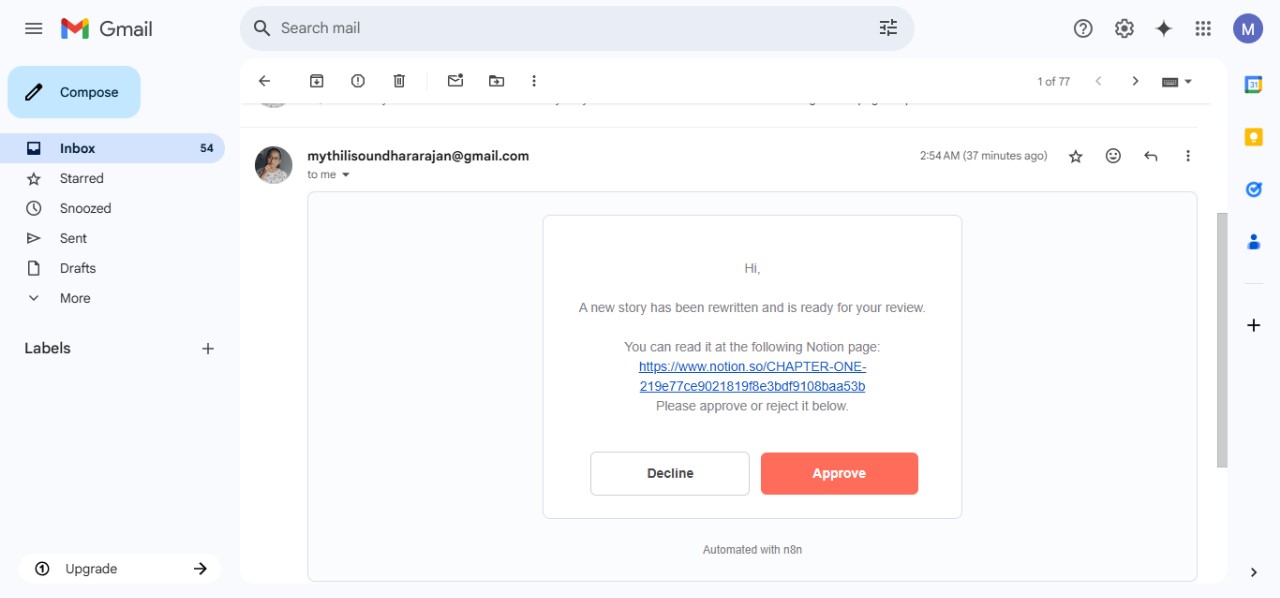 Gmail
Search mail
M
Compose
1 of 77
31
Inbox 54
mythilisoundhararajan@gmail.com
2:54 AM (37 minutes ago)
to me
Starred
Snoozed
Sent
Drafts
More
Labels
Hi,
A new story has been rewritten and is ready for your review.
You can read it at the following Notion page:
https://www.notion.so/CHAPTER-ONE-
219e77ce9021819f8e3bdf9108baa53b
Please approve or reject it below.
Decline
Approve
Automated with n8n
Upgrade